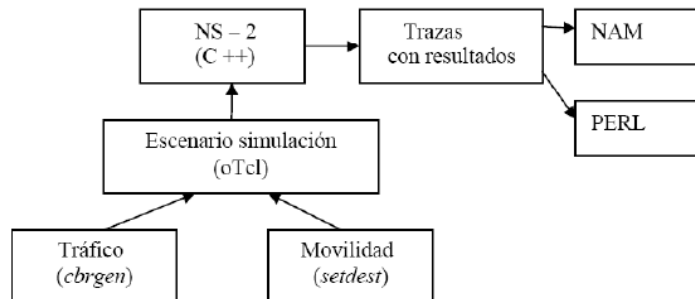 NS – 2
(C ++)
Trazas
con resultados
NAM
PERL
Escenario simulación
(oTcl)
Tráfico
(cbrgen)
Movilidad
(setdest)